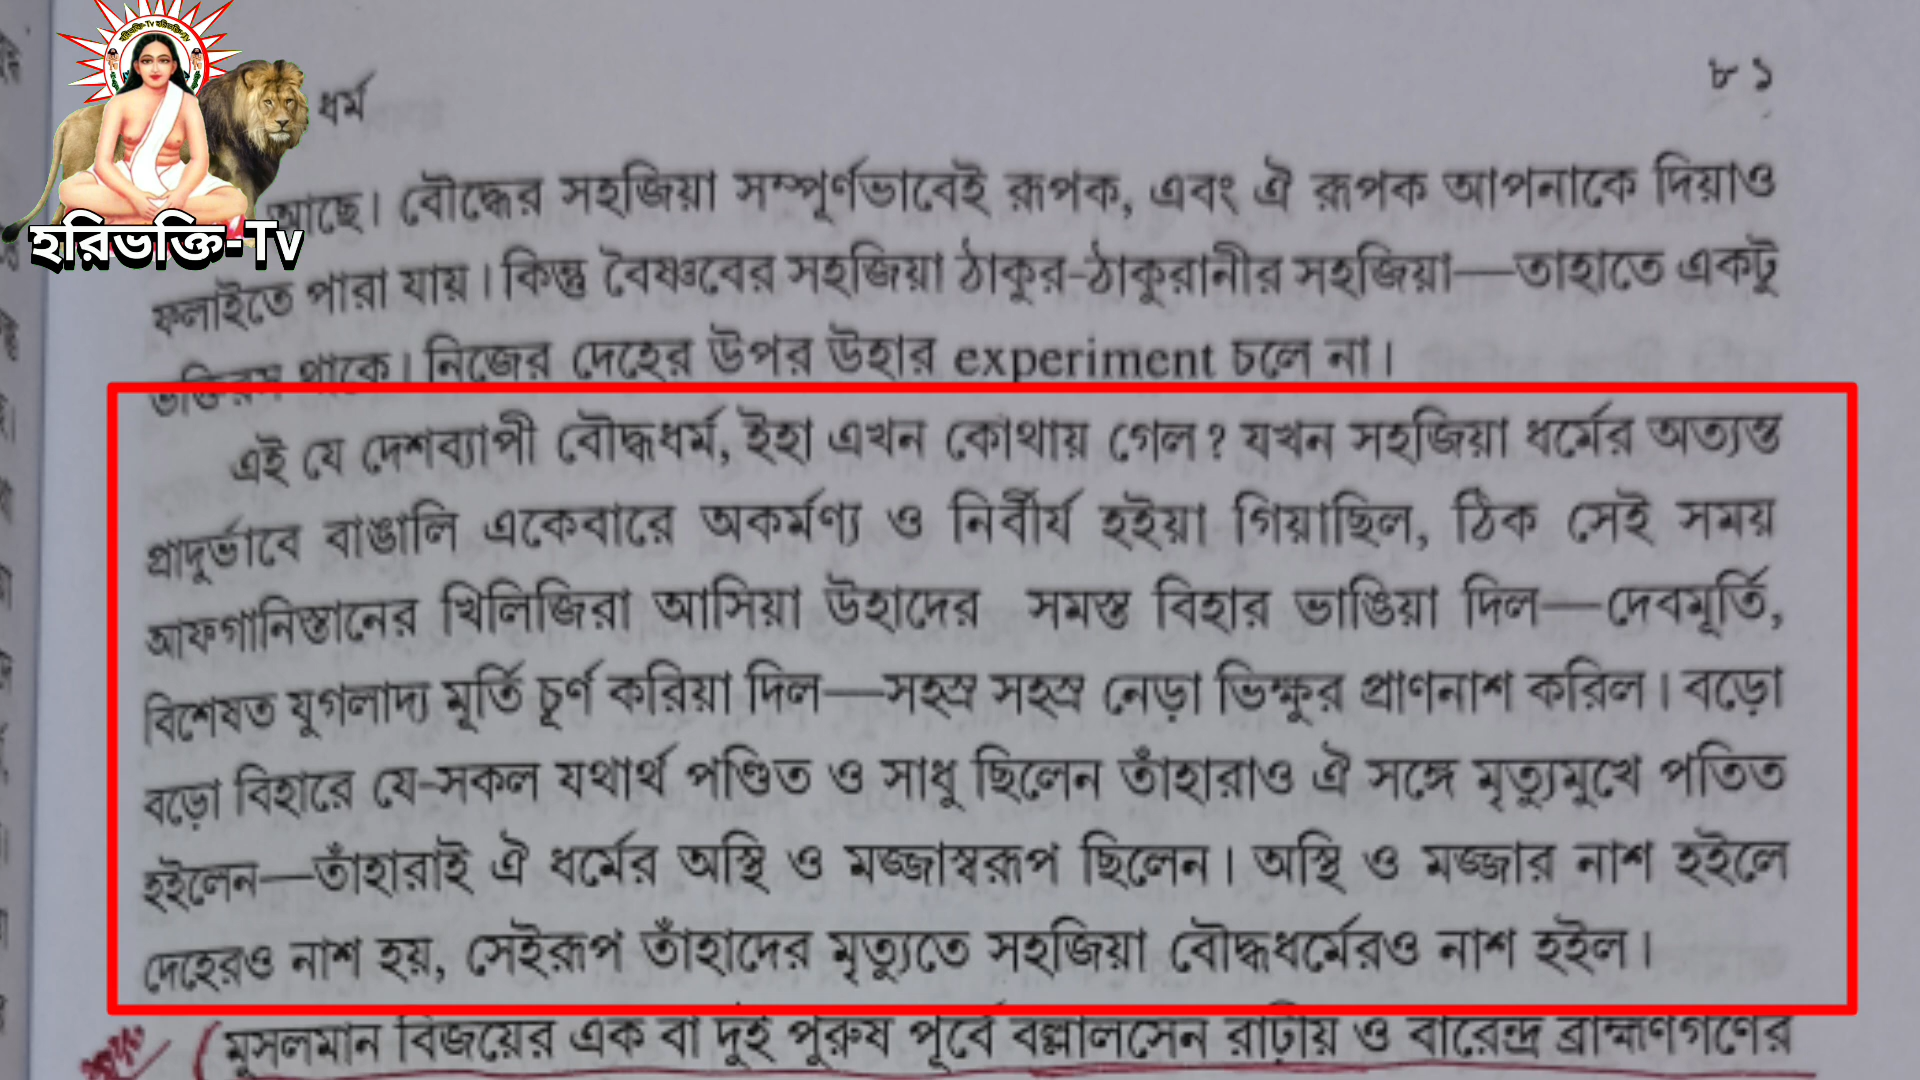 হরিভক্তি-Tv
ধর্ম
৮১
আছে। বৌদ্ধের সহজিয়া সম্পূর্ণভাবেই রূপক, এবং ঐ রূপক আপনাকে দিয়াও
ফলাইতে পারা যায়। কিন্তু বৈষ্ণবের সহজিয়া ঠাকুর-ঠাকুরানীর সহজিয়া—তাহাতে একটু
ভক্তিরস থাকে। নিজের দেহের উপর উহার experiment চলে না।
এই যে দেশব্যাপী বৌদ্ধধর্ম, ইহা এখন কোথায় গেল? যখন সহজিয়া ধর্মের অত্যন্ত
প্রাদুর্ভাবে বাঙালি একেবারে অকর্মণ্য ও নির্বীর্য হইয়া গিয়াছিল, ঠিক সেই সময়
আফগানিস্তানের খিলিজিরা আসিয়া উহাদের সমস্ত বিহার ভাঙিয়া দিল—দেবমূর্তি,
বিশেষত যুগলাদ্য মূর্তি চূর্ণ করিয়া দিল—সহস্র সহস্র নেড়া ভিক্ষুর প্রাণনাশ করিল। বড়ো
বড়ো বিহারে যে-সকল যথার্থ পণ্ডিত ও সাধু ছিলেন তাঁহারাও ঐ সঙ্গে মৃত্যুমুখে পতিত
হইলেন—তাঁহারাই ঐ ধর্মের অস্থি ও মজ্জাস্বরূপ ছিলেন। অস্থি ও মজ্জার নাশ হইলে
দেহেরও নাশ হয়, সেইরূপ তাঁহাদের মৃত্যুতে সহজিয়া বৌদ্ধধর্মেরও নাশ হইল।
(মুসলমান বিজয়ের এক বা দুই পুরুষ পূর্বে বল্লালসেন রাঢ়ীয় ও বারেন্দ্র ব্রাহ্মণগণের